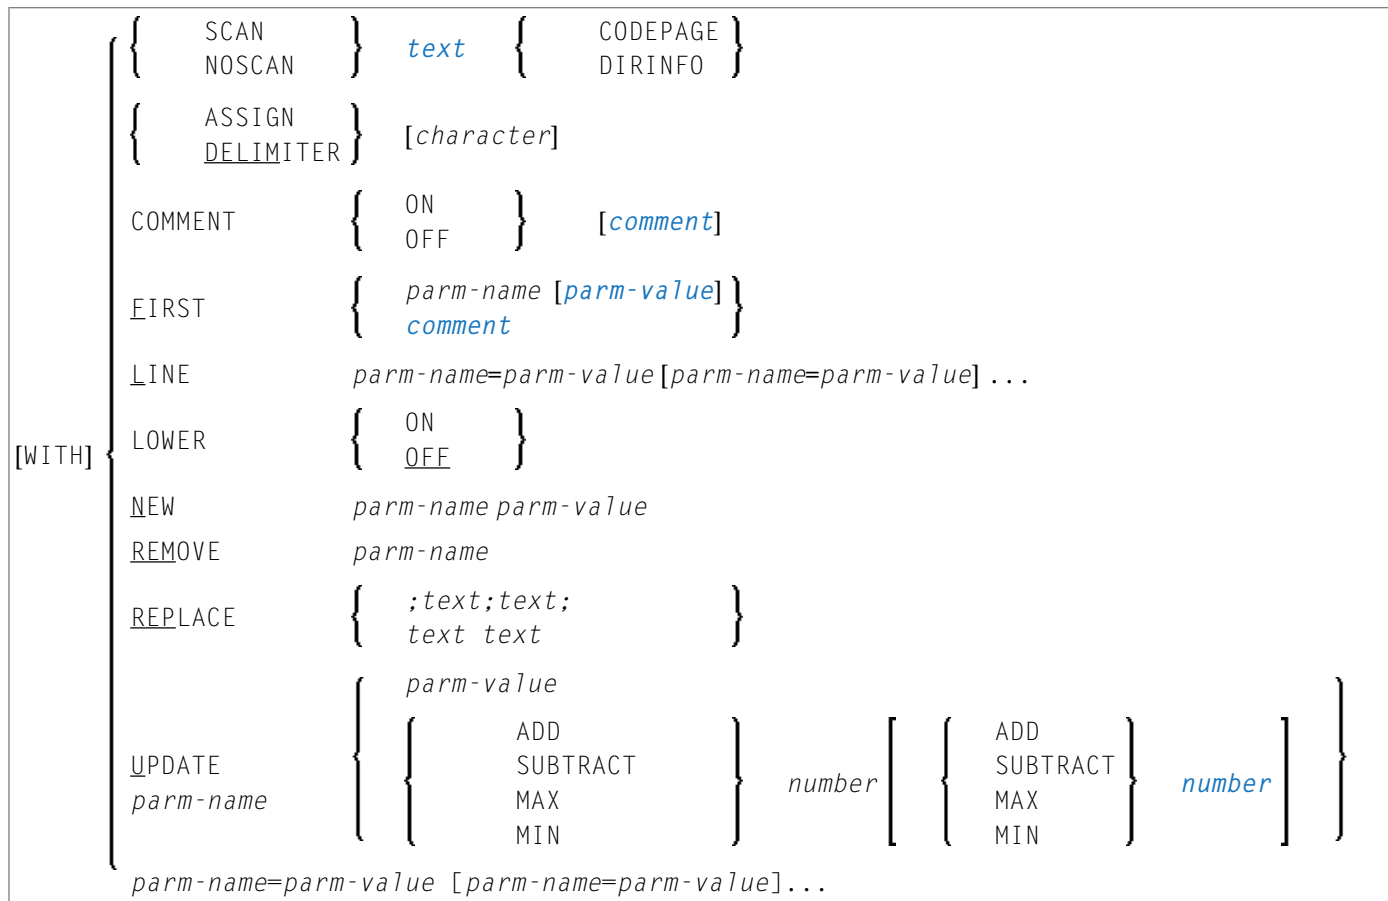 SCAN
NOSCAN
text
CODEPAGE
DIRINFO
ASSIGN
DELIMITER
[character]
COMMENT
ON
OFF
[comment]
FIRST
parm-name [parm-value]
comment
LINE parm-name=parm-value [parm-name=parm-value] ...
[WITH]
LOWER
ON
OFF
NEW parm-name parm-value
REMOVE parm-name
REPLACE
;text;text;
text text
UPDATE
parm-name
parm-value
ADD
SUBTRACT
MAX
MIN
number
ADD
SUBTRACT
MAX
MIN
number
parm-name=parm-value [parm-name=parm-value]...